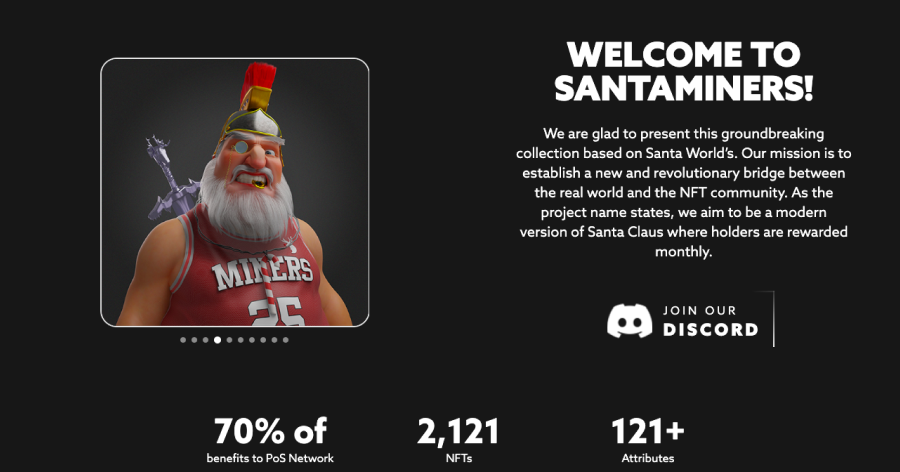 WELCOME TO
SANTAMINERS!
We are glad to present this groundbreaking
collection based on Santa World's. Our mission is to
establish a new and revolutionary bridge between
the real world and the NFT community. As the
project name states, we aim to be a modern
version of Santa Claus where holders are rewarded
monthly.
MINERS
25
JOIN OUR
DISCORD
70% of
benefits to PoS Network
2,121
NFTs
121+
Attributes